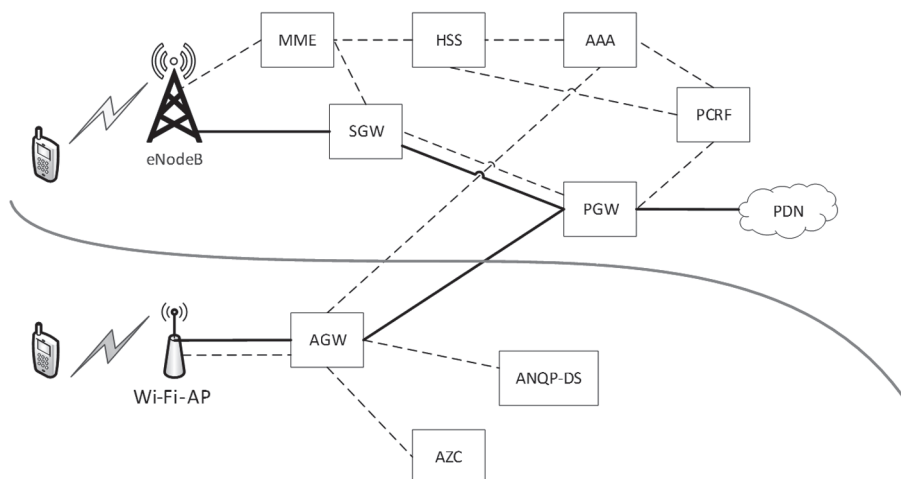 MME
HSS
AAA
PCRF
SGW
eNodeB
PGW
PDN
AGW
ANQP-DS
Wi-Fi-AP
AZC